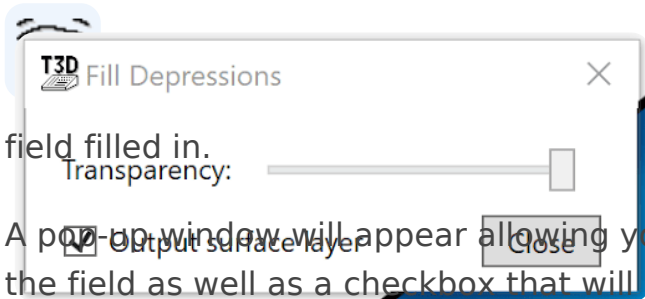 T3D Fill Depressions
field filled in.
Transparency:
A pop-up window will appear allowing
Output surface layer
Close
the field as well as a checkbox that will